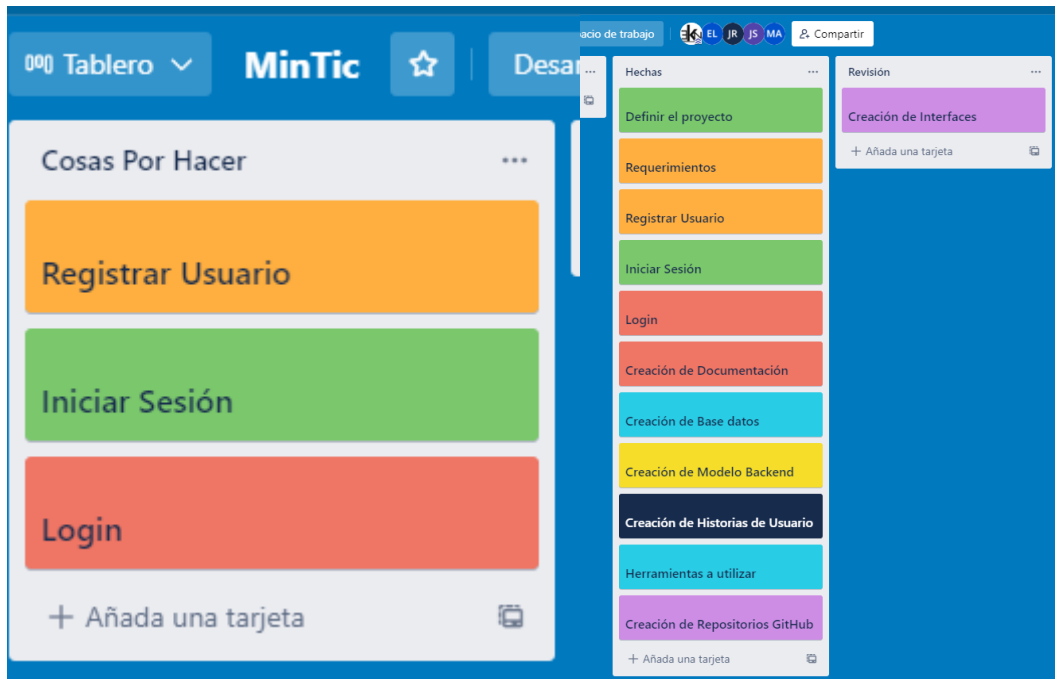 Tablero
MinTic
Desar
Cosas Por Hacer
Registrar Usuario
Iniciar Sesión
Login
+ Añada una tarjeta
acio de trabajo
EL
JR
JS
MA
Compartir
Hechas
Definir el proyecto
Requerimientos
Registrar Usuario
Iniciar Sesión
Login
Creación de Documentación
Creación de Base datos
Creación de Modelo Backend
Creación de Historias de Usuario
Herramientas a utilizar
Creación de Repositorios GitHub
+ Añada una tarjeta
Revisión
Creación de Interfaces
+ Añada una tarjeta